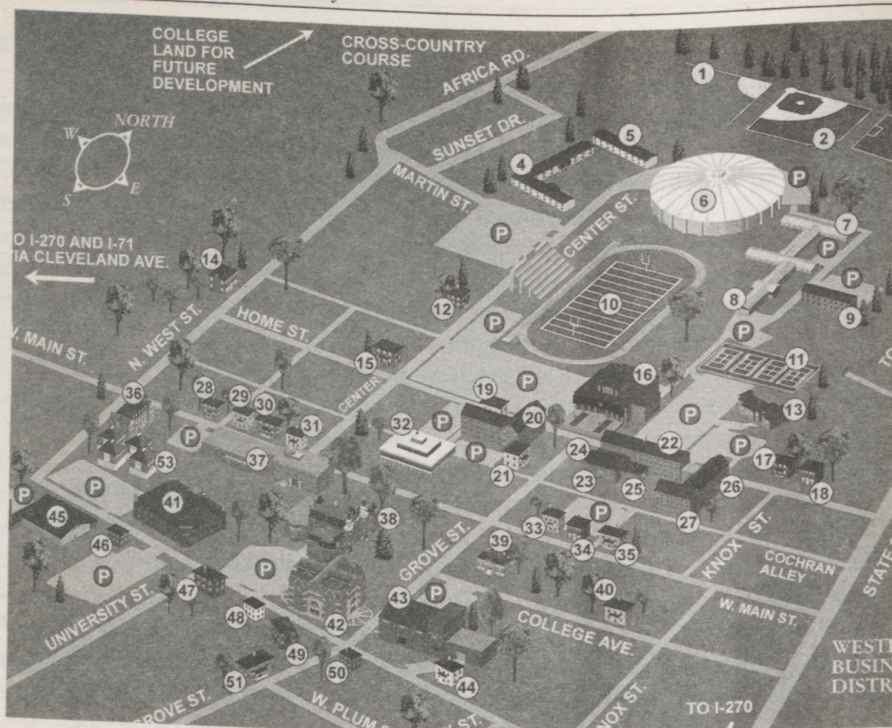 COLLEGE
LAND FOR
FUTURE
DEVELOPMENT
CROSS-COUNTRY
COURSE
AFRICA RD.
1
NORTH
W
S
E
SUNSET DR.
5
2
4
MARTIN ST.
6
P
7
P
CENTER ST.
P
TO I-270 AND I-71
VIA CLEVELAND AVE.
14
P
8
P
9
10
12
P
P
11
N. WEST ST.
HOME ST.
W. MAIN ST.
15
16
CENTER
P
13
19
20
P
36
28
29
30
31
32
P
P
22
P
17
18
53
37
21
24
23
25
26
27
P
P
41
38
GROVE ST.
33
34
35
P
KNOX ST.
COCHRAN
ALLEY
STATE
45
46
39
40
W. MAIN ST.
P
47
P
43
P
COLLEGE AVE.
UNIVERSITY ST.
48
42
49
51
50
44
KNOX ST.
TO I-270
GROVE ST.
W. PLUM
ST.